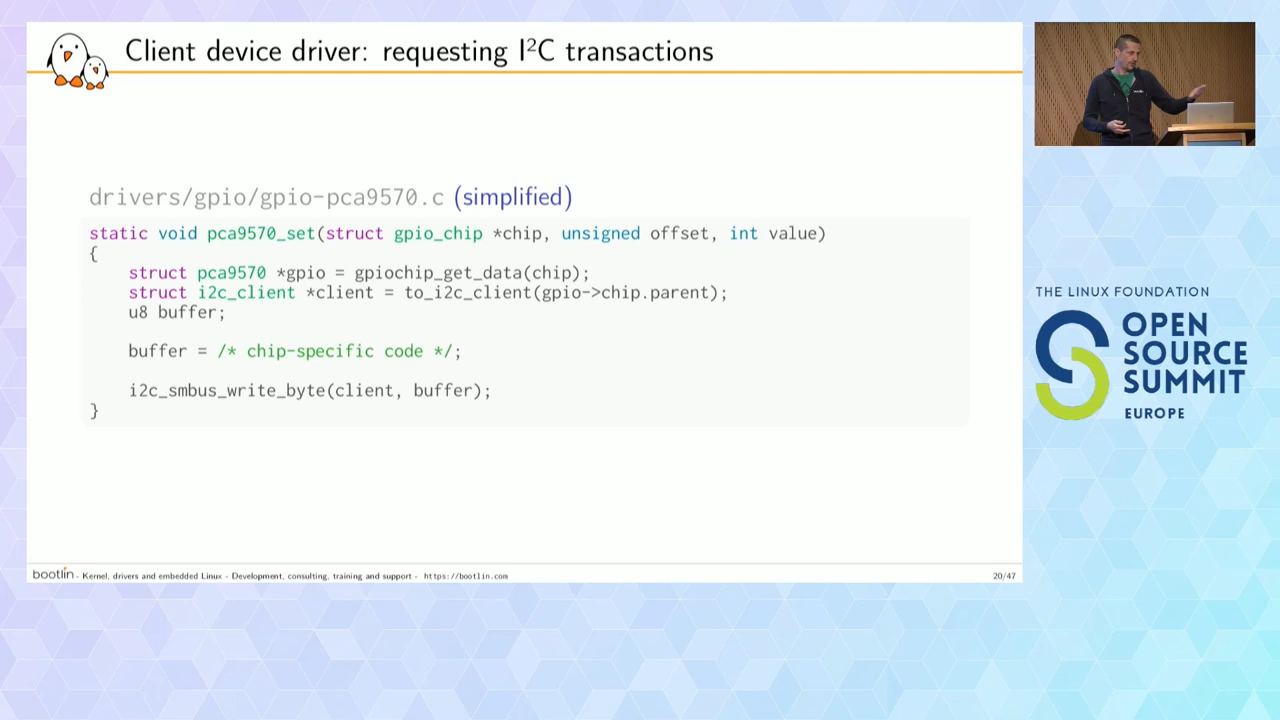 Client device driver: requesting I²C transactions
drivers/gpio/gpio-pca9570.c (simplified)
static void pca9570_set(struct gpio_chip *chip, unsigned offset, int value)
{
    struct pca9570 *gpio = gpiochip_get_data(chip);
    struct i2c_client *client = to_i2c_client(gpio->chip.parent);
    u8 buffer;
    buffer = /* chip-specific code */;
    i2c_smbus_write_byte(client, buffer);
}
bootlin - Kernel, drivers and embedded Linux - Development, consulting, training and support - https://bootlin.com
20/47
THE LINUX FOUNDATION
OPEN
SOURCE
SUMMIT
EUROPE